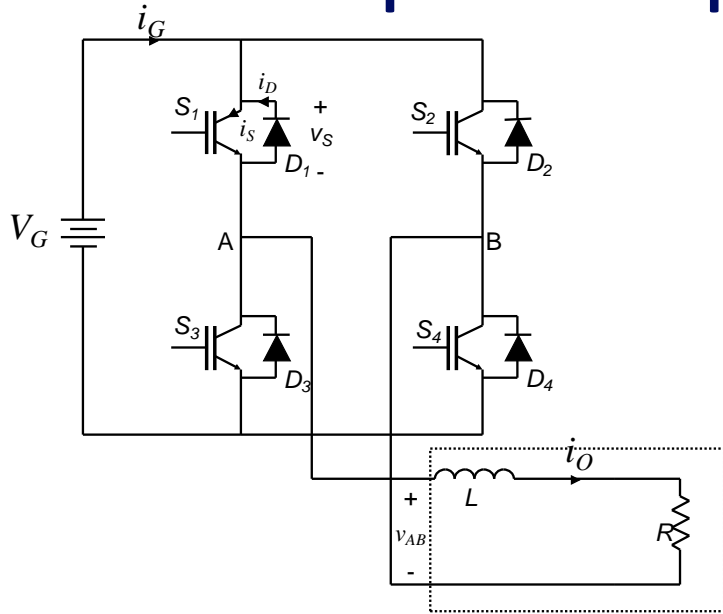 i_G
i_D
S_1
i_S
+
v_S
-
D_1
S_2
D_2
V_G
A
B
S_3
D_3
S_4
D_4
i_O
+
L
v_AB
R
-